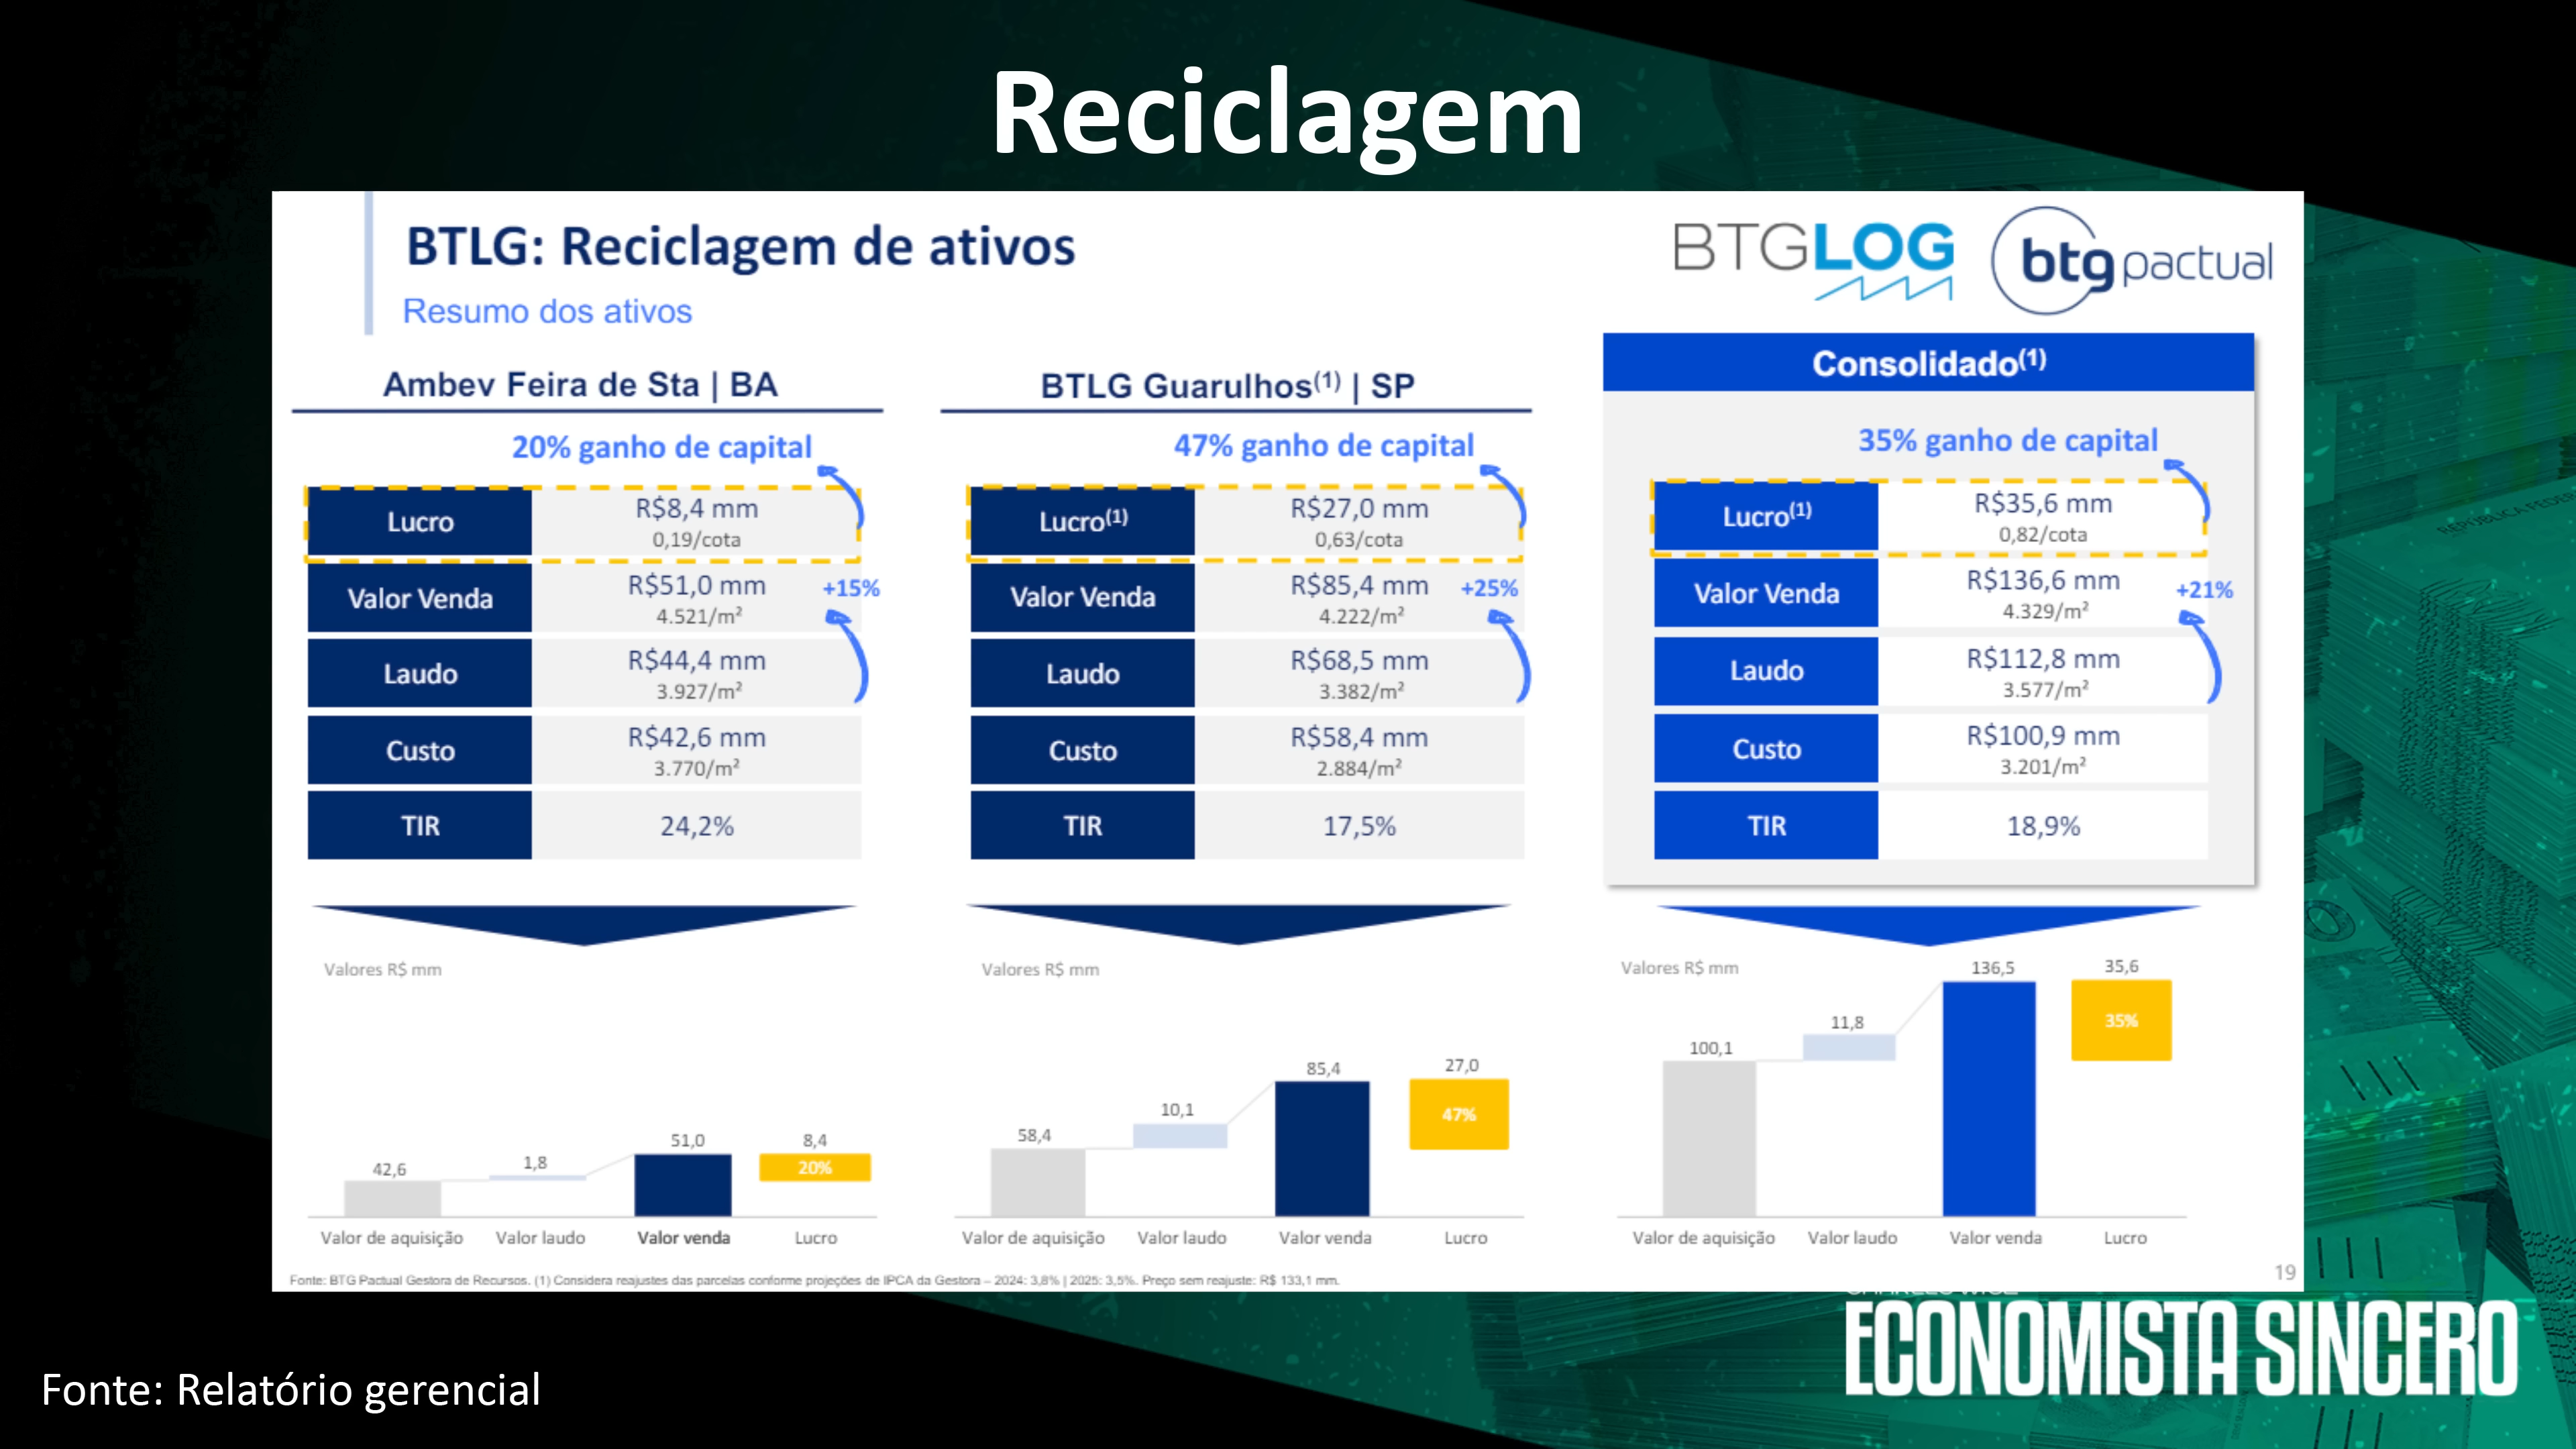 Reciclagem
BTLG: Reciclagem de ativos
Resumo dos ativos
BTGLOG
btgpactual
Ambev Feira de Sta | BA
20% ganho de capital
Lucro
R$8,4 mm
0,19/cota
Valor Venda
R$51,0 mm
4.521/m²
+15%
Laudo
R$44,4 mm
3.927/m²
Custo
R$42,6 mm
3.770/m²
TIR
24,2%
BTLG Guarulhos(1) | SP
47% ganho de capital
Lucro(1)
R$27,0 mm
0,63/cota
Valor Venda
R$85,4 mm
4.222/m²
+25%
Laudo
R$68,5 mm
3.382/m²
Custo
R$58,4 mm
2.884/m²
TIR
17,5%
Consolidado(1)
35% ganho de capital
Lucro(1)
R$35,6 mm
0,82/cota
Valor Venda
R$136,6 mm
4.329/m²
+21%
Laudo
R$112,8 mm
3.577/m²
Custo
R$100,9 mm
3.201/m²
TIR
18,9%
Valores R$ mm
42,6
1,8
51,0
8,4
20%
Valor de aquisição
Valor laudo
Valor venda
Lucro
Valores R$ mm
58,4
10,1
85,4
27,0
47%
Valor de aquisição
Valor laudo
Valor venda
Lucro
Valores R$ mm
100,1
11,8
136,5
35,6
35%
Valor de aquisição
Valor laudo
Valor venda
Lucro
Fonte: BTG Pactual Gestora de Recursos. (1) Considera reajustes das parcelas conforme projeções de IPCA da Gestora – 2024: 3,8% | 2025: 3,5%. Preço sem reajuste: R$ 133,1 mm.
19
ECONOMISTA SINCERO
Fonte: Relatório gerencial